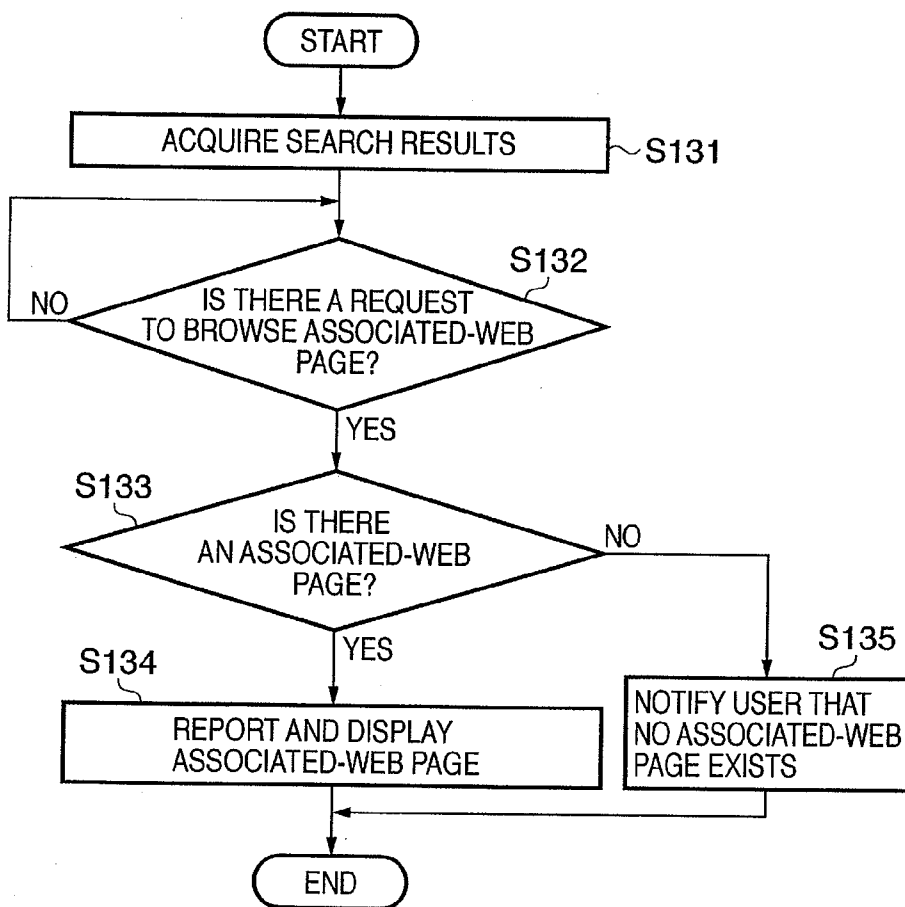 START
ACQUIRE SEARCH RESULTS
S131
S132
IS THERE A REQUEST
TO BROWSE ASSOCIATED-WEB
PAGE?
NO
YES
S133
IS THERE
AN ASSOCIATED-WEB
PAGE?
NO
YES
S134
REPORT AND DISPLAY
ASSOCIATED-WEB PAGE
S135
NOTIFY USER THAT
NO ASSOCIATED-WEB
PAGE EXISTS
END